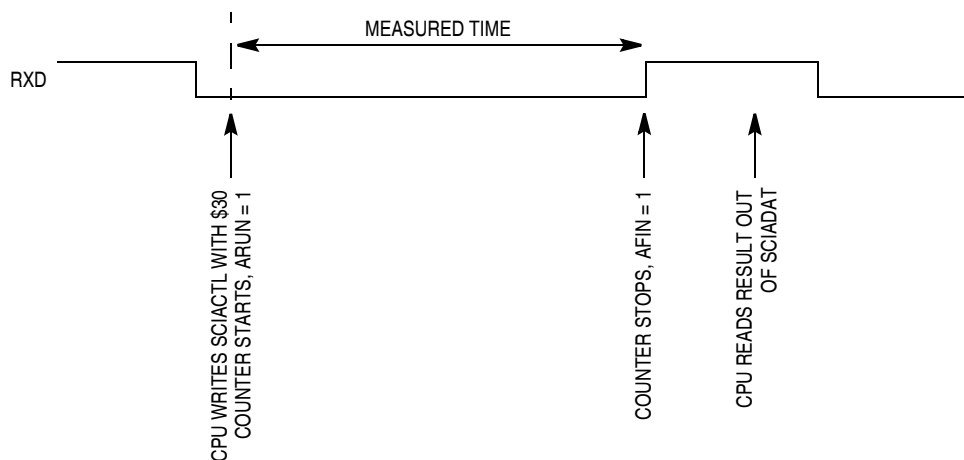 MEASURED TIME
RXD
CPU WRITES SCIACTL WITH $30
COUNTER STARTS, ARUN = 1
COUNTER STOPS, AFIN = 1
CPU READS RESULT OUT
OF SCIADAT